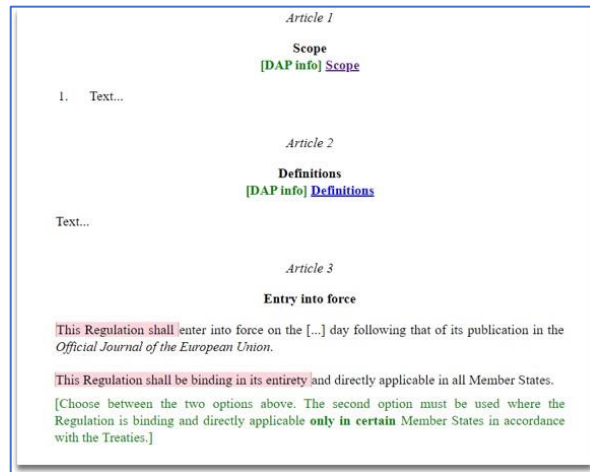 Article 1
Scope
[DAP info] Scope
1. Text...
Article 2
Definitions
[DAP info] Definitions
Text...
Article 3
Entry into force
This Regulation shall enter into force on the [...] day following that of its publication in the
Official Journal of the European Union.
This Regulation shall be binding in its entirety and directly applicable in all Member States.
[Choose between the two options above. The second option must be used where the
Regulation is binding and directly applicable only in certain Member States in accordance
with the Treaties.]